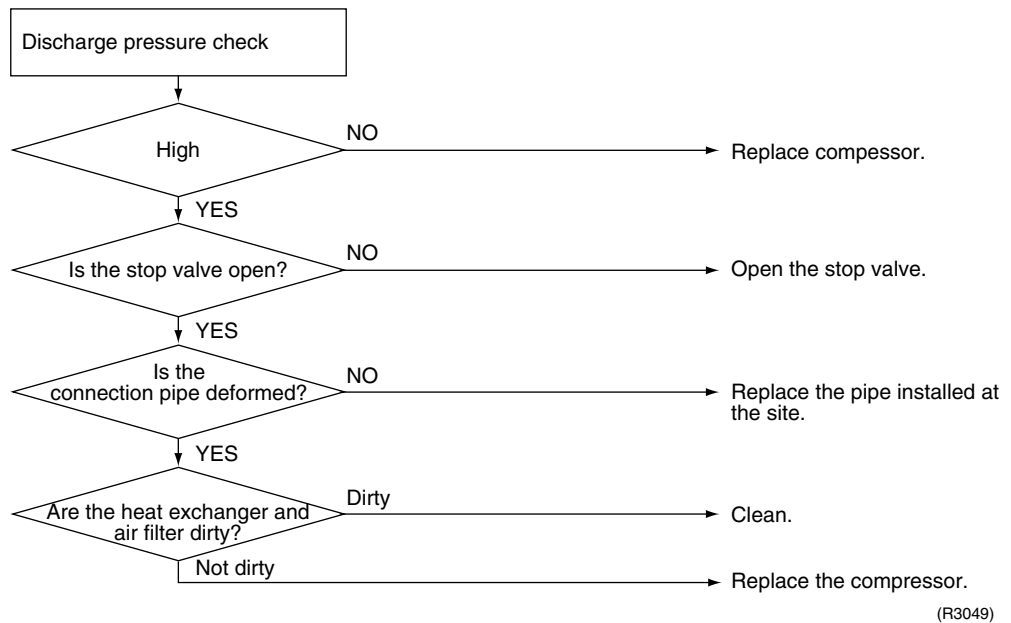 Discharge pressure check
High
NO
Replace compessor.
YES
Is the stop valve open?
NO
Open the stop valve.
YES
Is the
connection pipe deformed?
NO
Replace the pipe installed at
the site.
YES
Are the heat exchanger and
air filter dirty?
Dirty
Clean.
Not dirty
Replace the compressor.
(R3049)